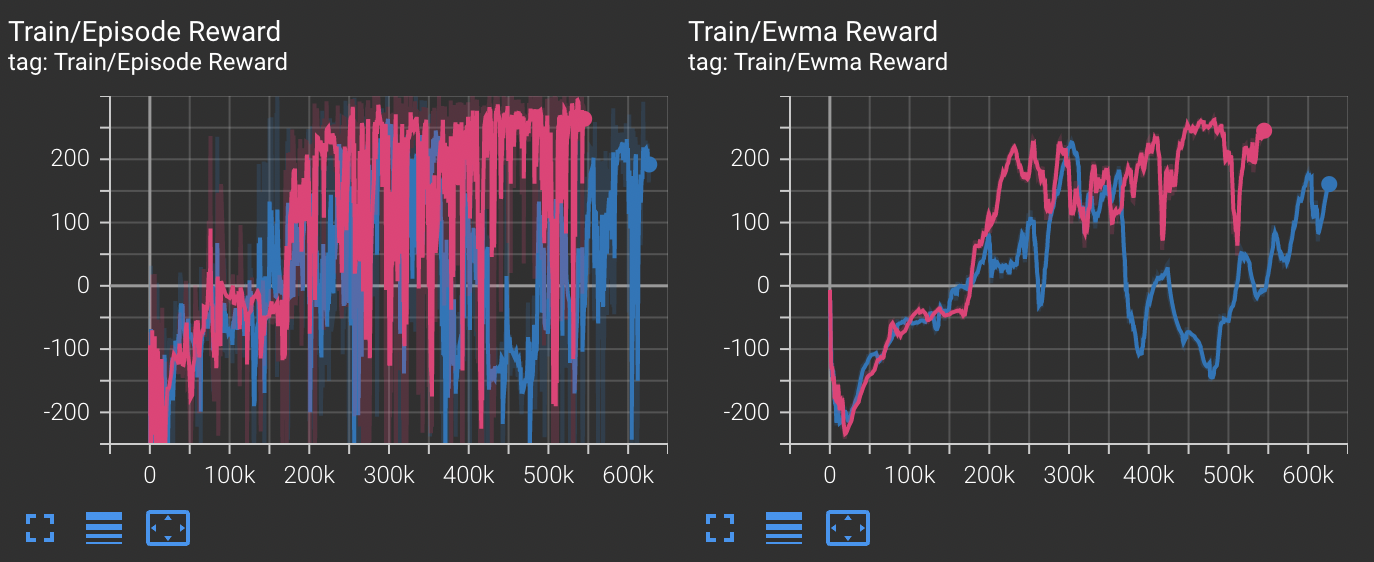 Train/Episode Reward
tag: Train/Episode Reward
200
100
0
-100
-200
0 100k 200k 300k 400k 500k 600k
Train/Ewma Reward
tag: Train/Ewma Reward
200
100
0
-100
-200
0 100k 200k 300k 400k 500k 600k